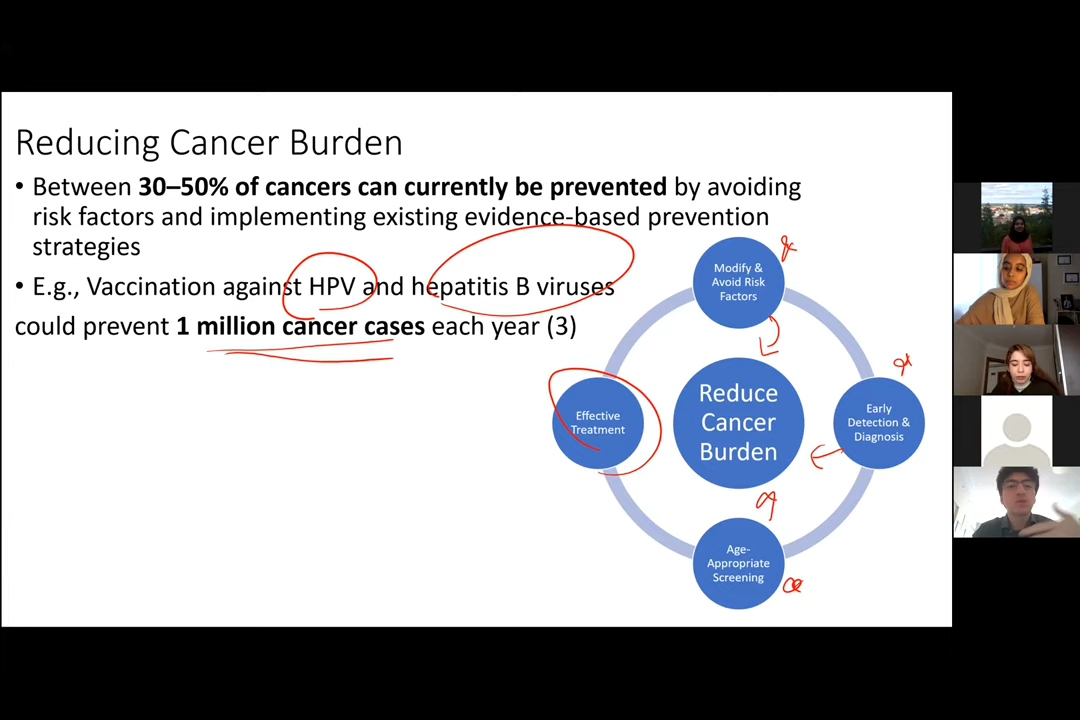 Reducing Cancer Burden
• Between 30–50% of cancers can currently be prevented by avoiding
risk factors and implementing existing evidence-based prevention
strategies
• E.g., Vaccination against HPV and hepatitis B viruses
could prevent 1 million cancer cases each year (3)
Modify &
Avoid Risk
Factors
Early
Detection &
Diagnosis
Age-
Appropriate
Screening
Effective
Treatment
Reduce
Cancer
Burden